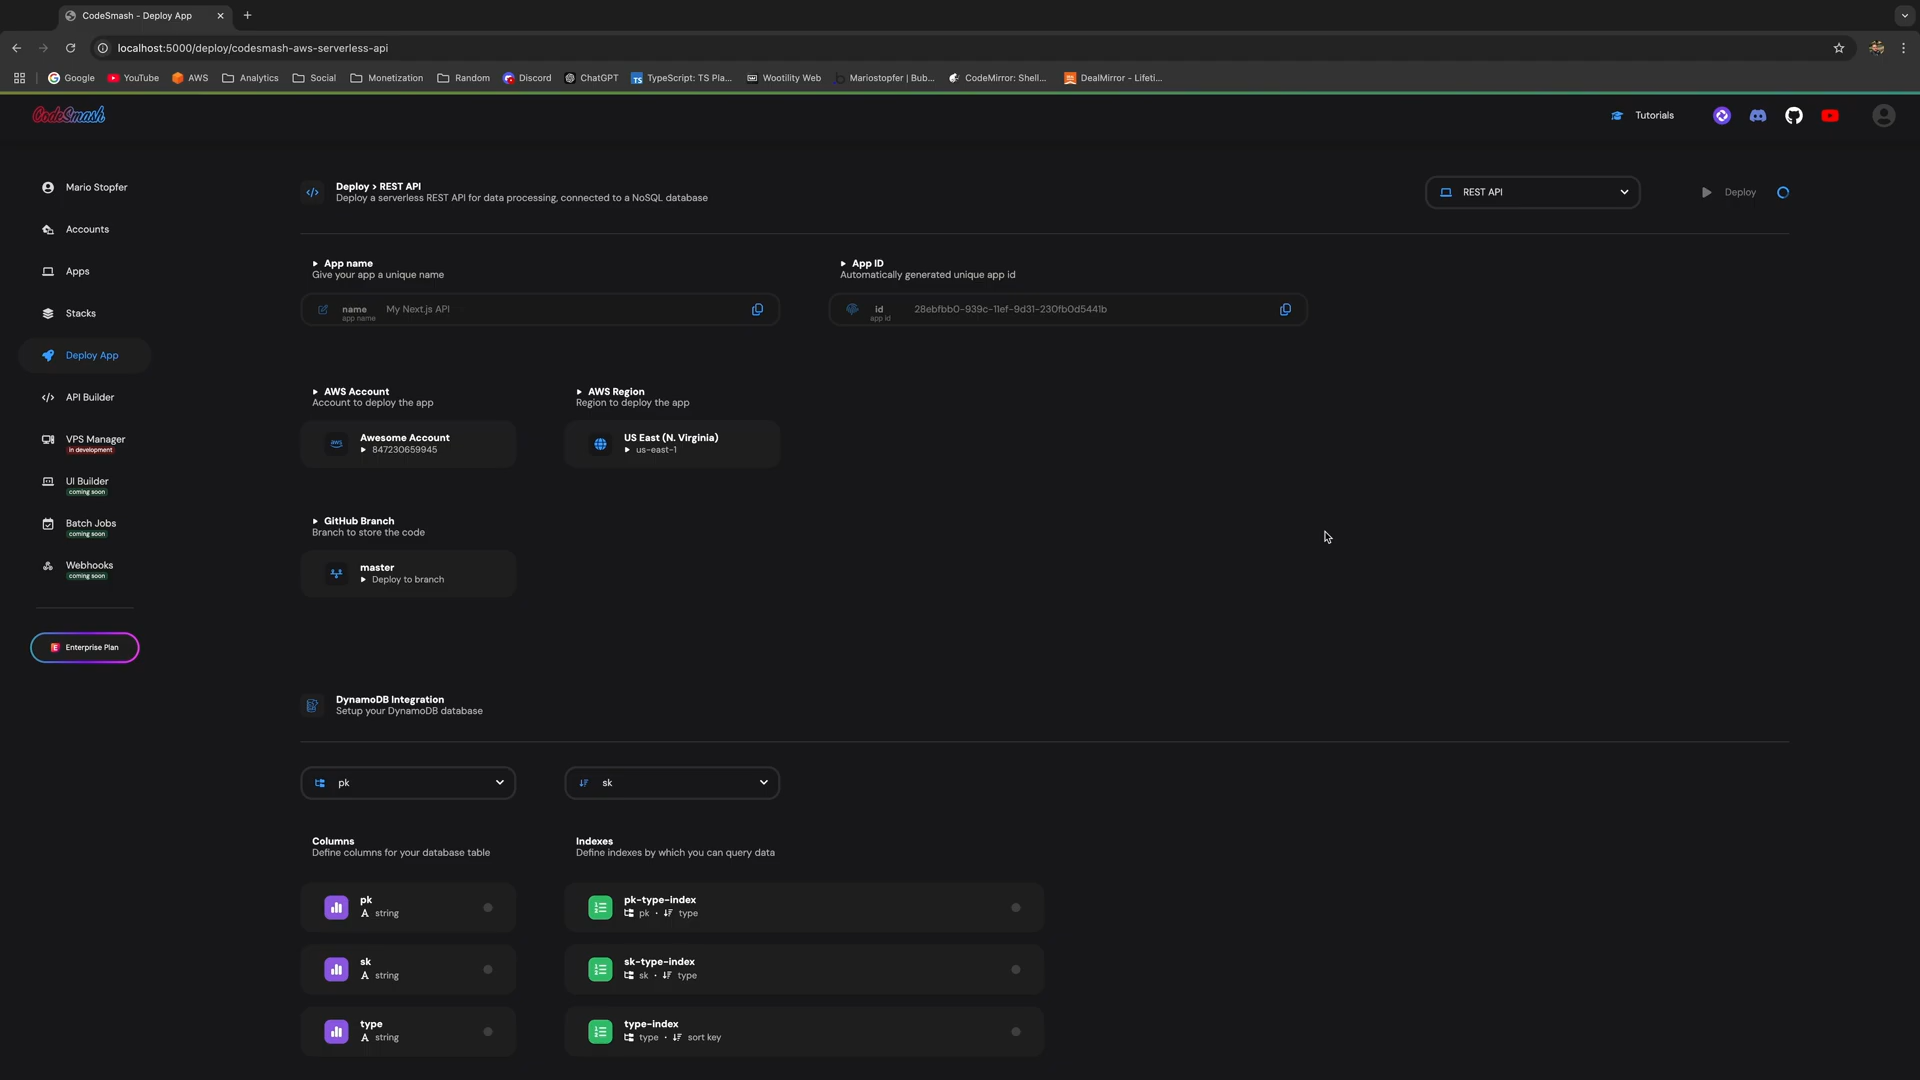 CodeSmash - Deploy App
localhost:5000/deploy/codesmash-aws-serverless-api
Google
YouTube
AWS
Analytics
Social
Monetization
Random
Discord
ChatGPT
TypeScript: TS Pla...
Wootility Web
Mariostopfer | Bub...
CodeMirror: Shell...
DealMirror - Lifeti...
CodeSmash
Tutorials
Mario Stopfer
Accounts
Apps
Stacks
Deploy App
API Builder
VPS Manager
in development
UI Builder
coming soon
Batch Jobs
coming soon
Webhooks
coming soon
E Enterprise Plan
Deploy > REST API
Deploy a serverless REST API for data processing, connected to a NoSQL database
REST API
Deploy
App name
Give your app a unique name
name
app name
My Next.js API
App ID
Automatically generated unique app id
id
app id
28ebfbb0-939c-11ef-9d31-230fb0d5441b
AWS Account
Account to deploy the app
aws
Awesome Account
847230659945
AWS Region
Region to deploy the app
US East (N. Virginia)
us-east-1
GitHub Branch
Branch to store the code
master
Deploy to branch
DynamoDB Integration
Setup your DynamoDB database
pk
sk
Columns
Define columns for your database table
pk
A string
sk
A string
type
A string
Indexes
Define indexes by which you can query data
pk-type-index
pk · type
sk-type-index
sk · type
type-index
type · sort key